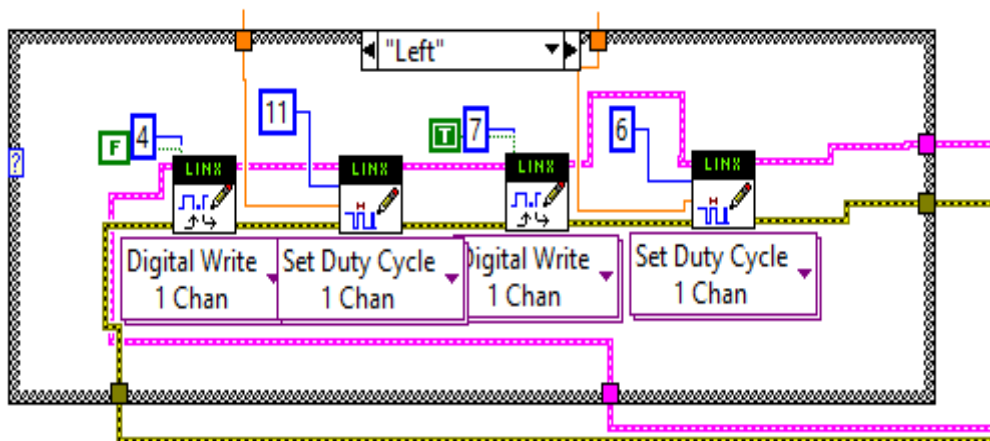 "Left"
11
F
4
T
7
6
?
LINX
LINX
LINX
LINX
Digital Write
1 Chan
Set Duty Cycle
1 Chan
Digital Write
1 Chan
Set Duty Cycle
1 Chan